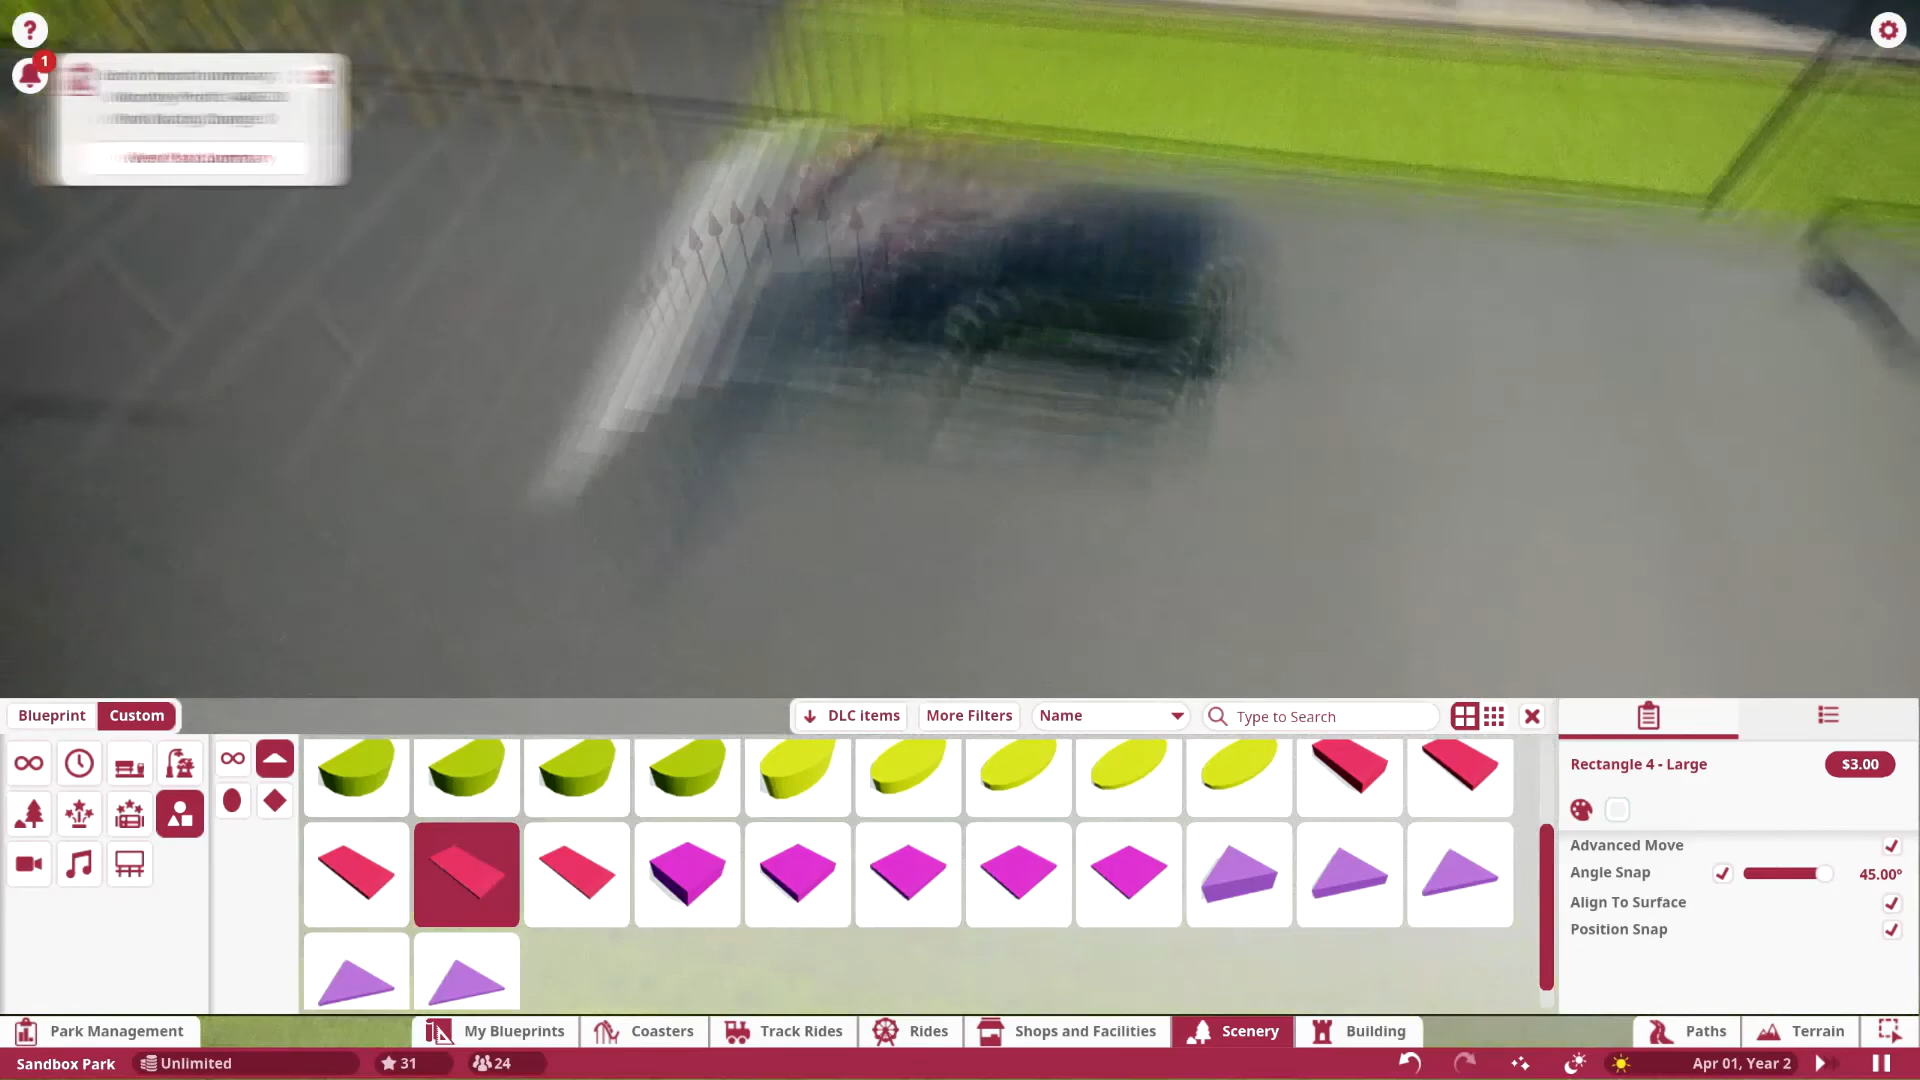 ?
1
Blueprint Custom
DLC items More Filters Name Type to Search
Rectangle 4 - Large $3.00
Advanced Move
Angle Snap 45.00°
Align To Surface
Position Snap
Park Management My Blueprints Coasters Track Rides Rides Shops and Facilities Scenery Building Paths Terrain
Sandbox Park Unlimited 31 24 Apr 01, Year 2